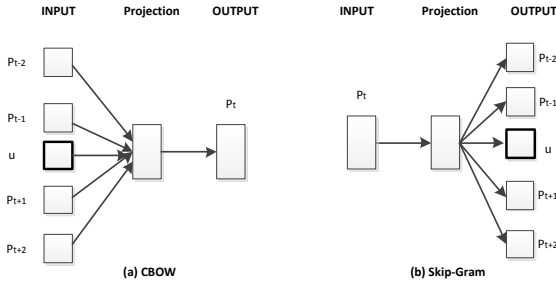 INPUT Projection OUTPUT
Pt-2
Pt-1
u
Pt+1
Pt+2
Pt
(a) CBOW
INPUT Projection OUTPUT
Pt
Pt-2
Pt-1
u
Pt+1
Pt+2
(b) Skip-Gram